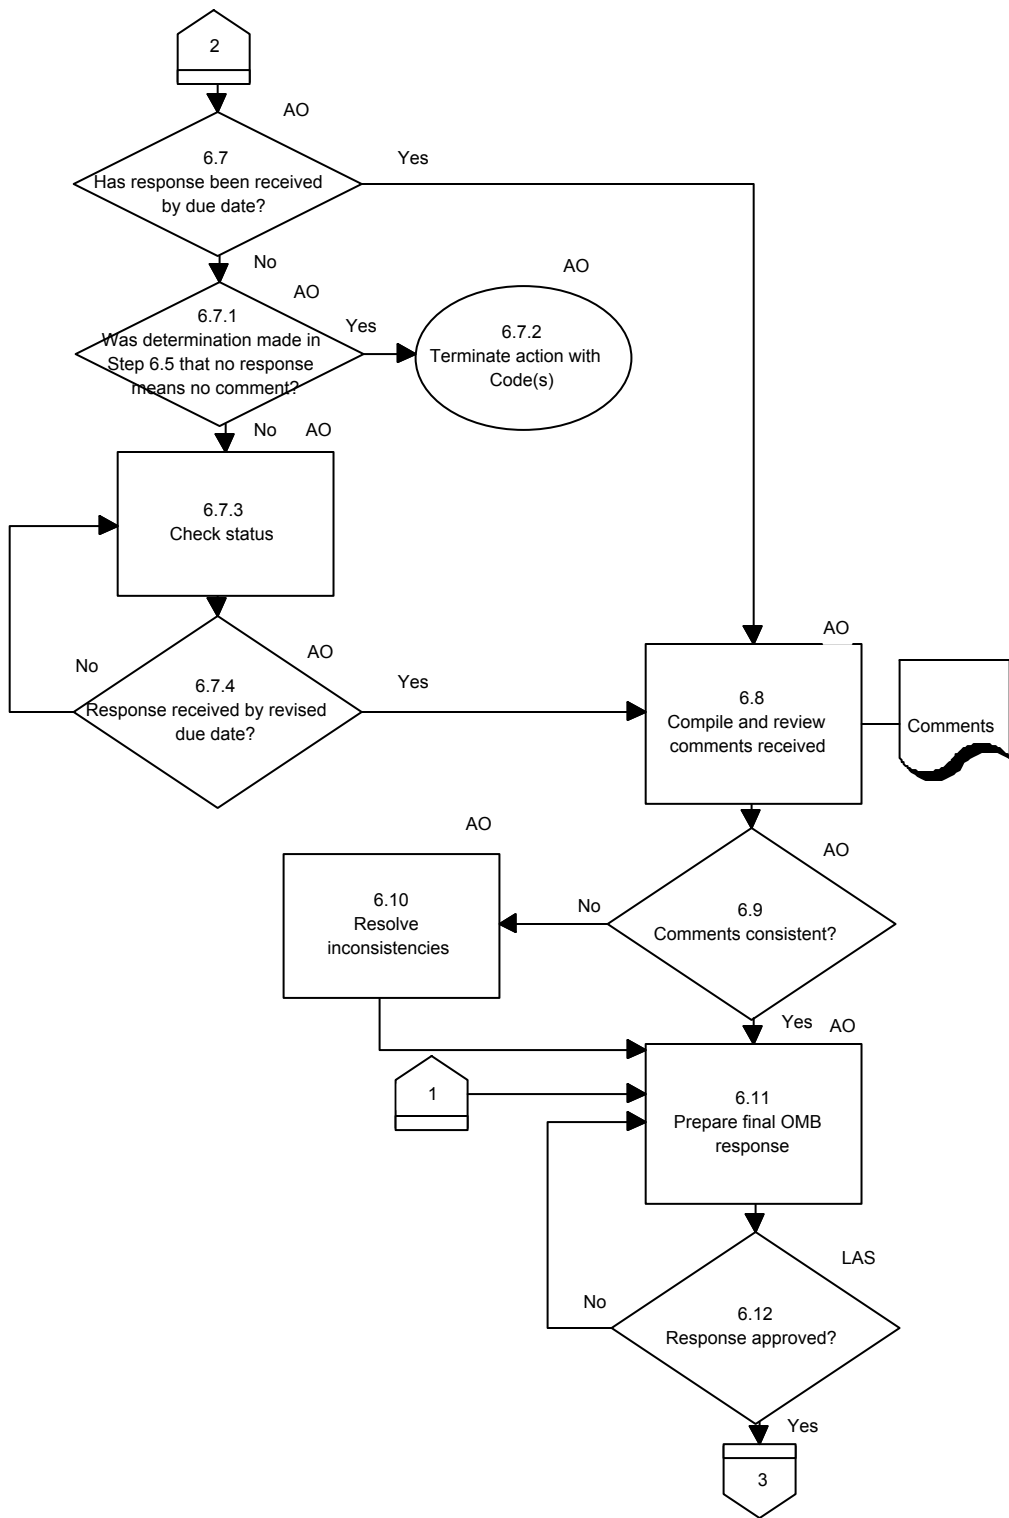 2
AO
6.7
Has response been received
by due date?
Yes
No
AO
6.7.1
Was determination made in
Step 6.5 that no response
means no comment?
Yes
AO
6.7.2
Terminate action with
Code(s)
No
AO
6.7.3
Check status
No
AO
6.7.4
Response received by revised
due date?
Yes
AO
6.8
Compile and review
comments received
Comments
AO
6.9
Comments consistent?
No
AO
6.10
Resolve
inconsistencies
Yes
AO
1
6.11
Prepare final OMB
response
LAS
6.12
Response approved?
No
Yes
3